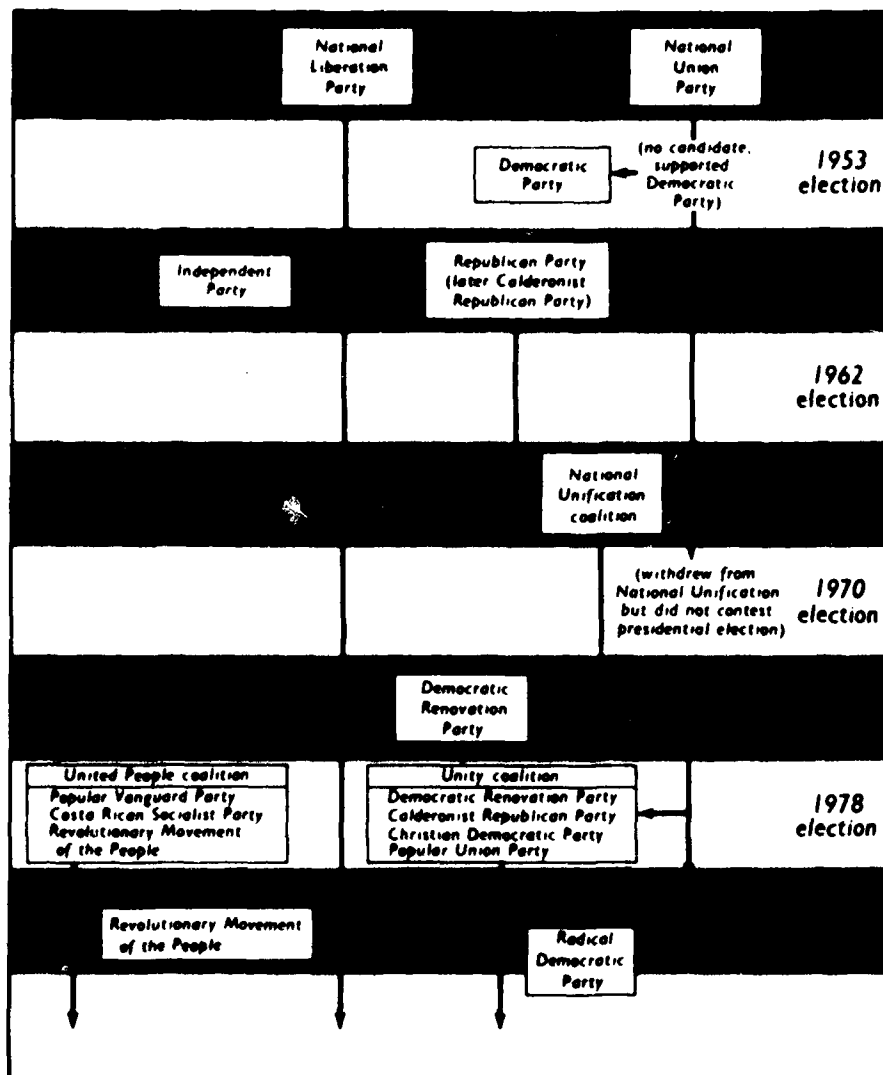 National
Liberation
Party
National
Union
Party
Democratic
Party
(no candidate,
supported
Democratic
Party)
1953
election
Independent
Party
Republican Party
(later Calderonist
Republican Party)
1962
election
National
Unification
coalition
(withdrew from
National Unification
but did not contest
presidential election)
1970
election
Democratic
Renovation
Party
United People coalition
Popular Vanguard Party
Costa Rican Socialist Party
Revolutionary Movement
of the People
Unity coalition
Democratic Renovation Party
Calderonist Republican Party
Christian Democratic Party
Popular Union Party
1978
election
Revolutionary Movement
of the People
Radical
Democratic
Party